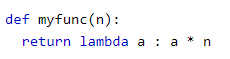 def myfunc(n):
  return lambda a : a * n